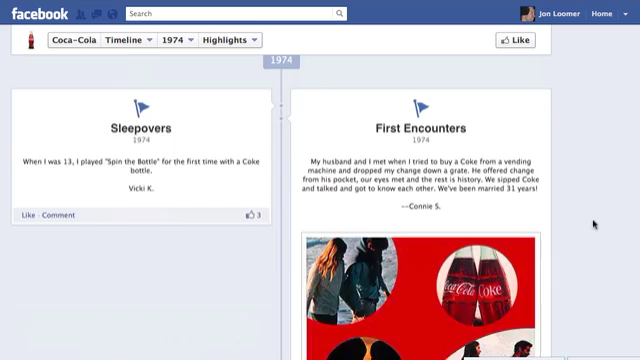 facebook
Search
Jon Loomer
Home
Coca-Cola
Timeline
1974
Highlights
Like
1974
Sleepovers
1974
When I was 13, I played "Spin the Bottle" for the first time with a Coke
bottle.
Vicki K.
Like · Comment
3
First Encounters
1974
My husband and I met when I tried to buy a Coke from a vending
machine and dropped my change down a grate. He offered change
from his pocket, our eyes met and the rest is history. We sipped Coke
and talked and got to know each other. We've been married 31 years!
--Connie S.
Coca-Cola
Coke